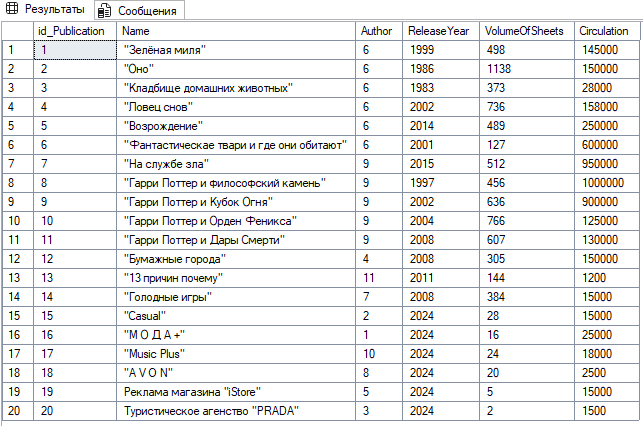 Результаты Сообщения
id_Publication Name Author ReleaseYear VolumeOfSheets Circulation
1 1 "Зелёная миля" 6 1999 498 145000
2 2 "Оно" 6 1986 1138 150000
3 3 "Кладбище домашних животных" 6 1983 373 28000
4 4 "Ловец снов" 6 2002 736 158000
5 5 "Возрождение" 6 2014 489 250000
6 6 "Фантастическае твари и где они обитают" 6 2001 127 600000
7 7 "На службе зла" 9 2015 512 950000
8 8 "Гарри Поттер и философский камень" 9 1997 456 1000000
9 9 "Гарри Поттер и Кубок Огня" 9 2002 636 900000
10 10 "Гарри Поттер и Орден Феникса" 9 2004 766 125000
11 11 "Гарри Поттер и Дары Смерти" 9 2008 607 130000
12 12 "Бумажные города" 4 2008 305 150000
13 13 "13 причин почему" 11 2011 144 1200
14 14 "Голодные игры" 7 2008 384 15000
15 15 "Casual" 2 2024 28 15000
16 16 "М О Д А +" 1 2024 16 25000
17 17 "Music Plus" 10 2024 24 18000
18 18 "A V O N" 8 2024 20 2500
19 19 Реклама магазина "iStore" 5 2024 5 15000
20 20 Туристическое агенство "PRADA" 3 2024 2 1500